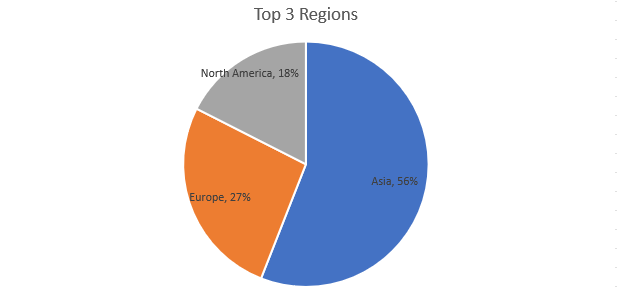 Top 3 Regions
North America, 18%
Asia, 56%
Europe, 27%